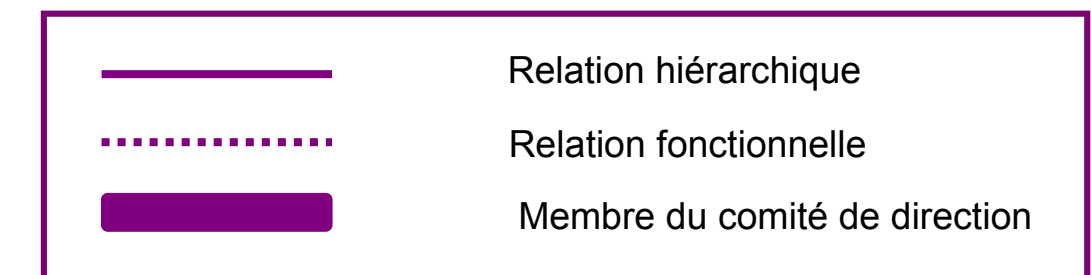 Relation hiérarchique
Relation fonctionnelle
Membre du comité de direction